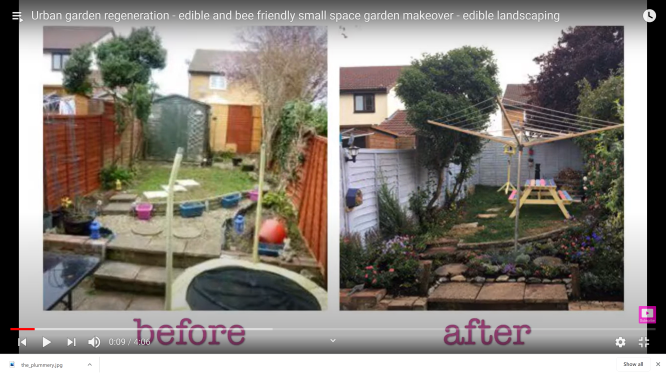 Urban garden regeneration - edible and bee friendly small space garden makeover - edible landscaping
before
after
0:09 / 4:06
the_plummery.jpg
Show all